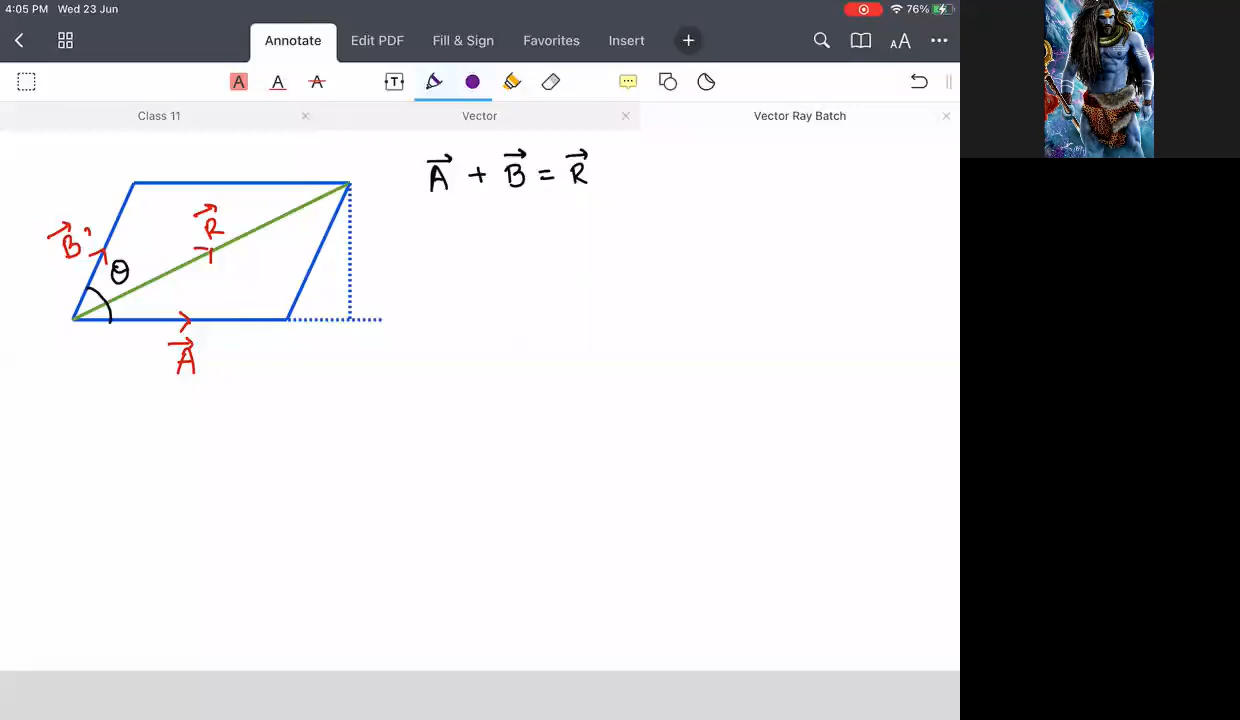 4:05 PM Wed 23 Jun 76%
Annotate Edit PDF Fill & Sign Favorites Insert
AA
A A A T
Class 11 Vector Vector Ray Batch
A⃗ + B⃗ = R⃗
R⃗
B⃗
θ
A⃗